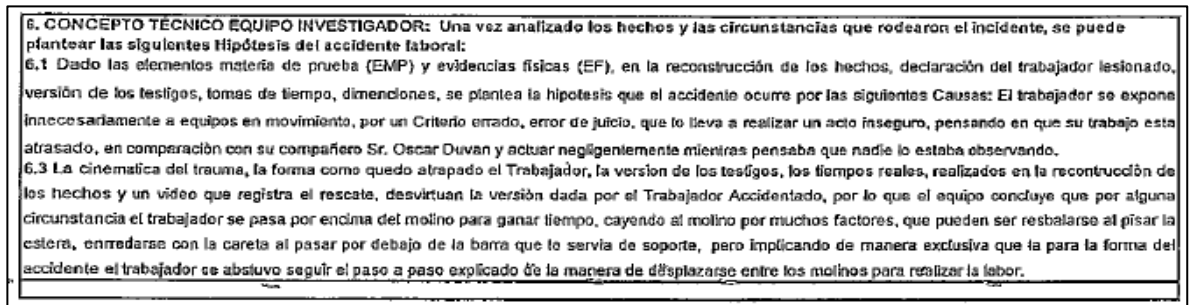 6. CONCEPTO TÉCNICO EQUIPO INVESTIGADOR: Una vez analizado los hechos y las circunstancias que rodearon el incidente, se puede
plantear las siguientes Hipótesis del accidente laboral:
6.1 Dado las elementos materia de prueba (EMP) y evidencias físicas (EF), en la reconstrucción de los hechos, declaración del trabajador lesionado,
versión de los testigos, tomas de tiempo, dimenciones, se plantea la hipotesis que el accidente ocurre por las siguientes Causas: El trabajador se expone
innecesariamente a equipos en movimiento, por un Criterio errado, error de juicio, que lo lleva a realizar un acto inseguro, pensando en que su trabajo esta
atrasado, en comparación con su compañero Sr. Oscar Duvan y actuar negligentemente mientras pensaba que nadie lo estaba observando.
6.3 La cinematica del trauma, la forma como quedo atrapado el Trabajador, la version de los testigos, los tiempos reales, realizados en la recontrucción de
los hechos y un video que registra el rescate, desvirtuan la versión dada por el Trabajador Accidentado, por lo que el equipo concluye que por alguna
circunstancia el trabajador se pasa por encima del molino para ganar tiempo, cayendo al molino por muchos factores, que pueden ser resbalarse al pisar la
estera, enrredarse con la careta al pasar por debajo de la barra que le servia de soporte, pero implicando de manera exclusiva que la para la forma del
accidente el trabajador se abstuvo seguir el paso a paso explicado de la manera de desplazarse entre los molinos para realizar la labor.